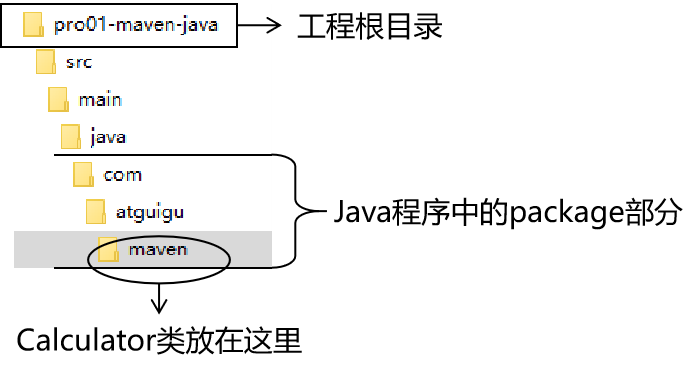 pro01-maven-java 工程根目录
src
main
java
com
atguigu
Java程序中的package部分
maven
Calculator类放在这里